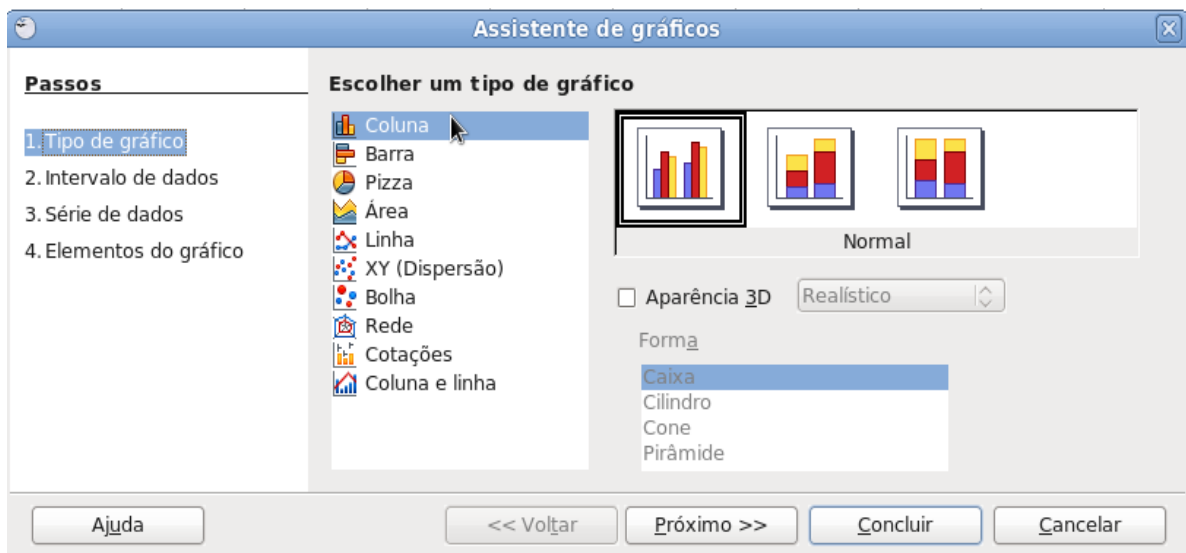 Assistente de gráficos
Passos
1. Tipo de gráfico
2. Intervalo de dados
3. Série de dados
4. Elementos do gráfico
Escolher um tipo de gráfico
Coluna
Barra
Pizza
Área
Linha
XY (Dispersão)
Bolha
Rede
Cotações
Coluna e linha
Normal
Aparência 3D
Realístico
Forma
Caixa
Cilindro
Cone
Pirâmide
Ajuda
<< Voltar
Próximo >>
Concluir
Cancelar